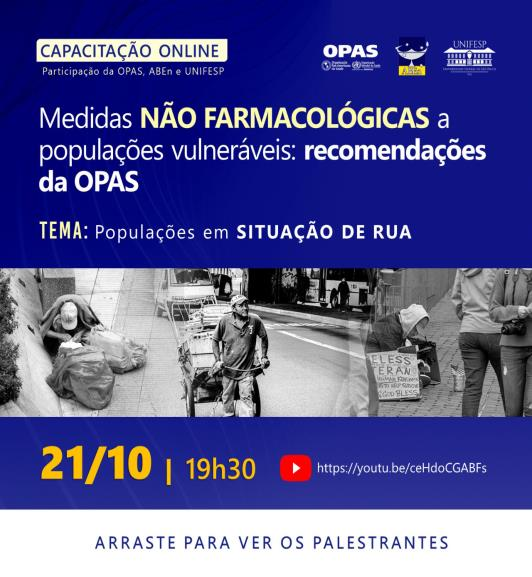 CAPACITAÇÃO ONLINE
Participação da OPAS, ABEn e UNIFESP
OPAS
ABEn
UNIFESP
Medidas NÃO FARMACOLÓGICAS a
populações vulneráveis: recomendações
da OPAS
TEMA: Populações em SITUAÇÃO DE RUA
ELESS
ERAN
BLESS
21/10 | 19h30
https://youtu.be/ceHdoCGABFs
ARRASTE PARA VER OS PALESTRANTES